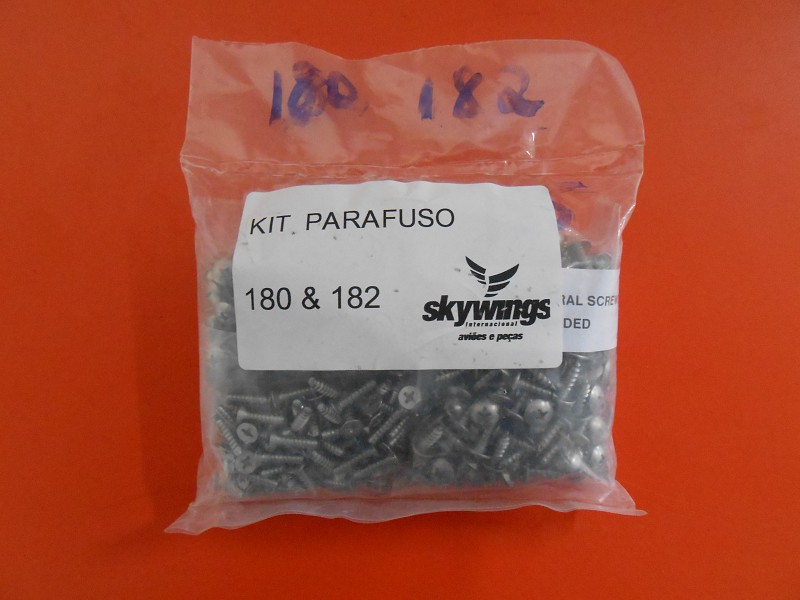 180 182
KIT PARAFUSO
180 & 182
skywings
internacional
aviões e peças
RAL SCREW
DED